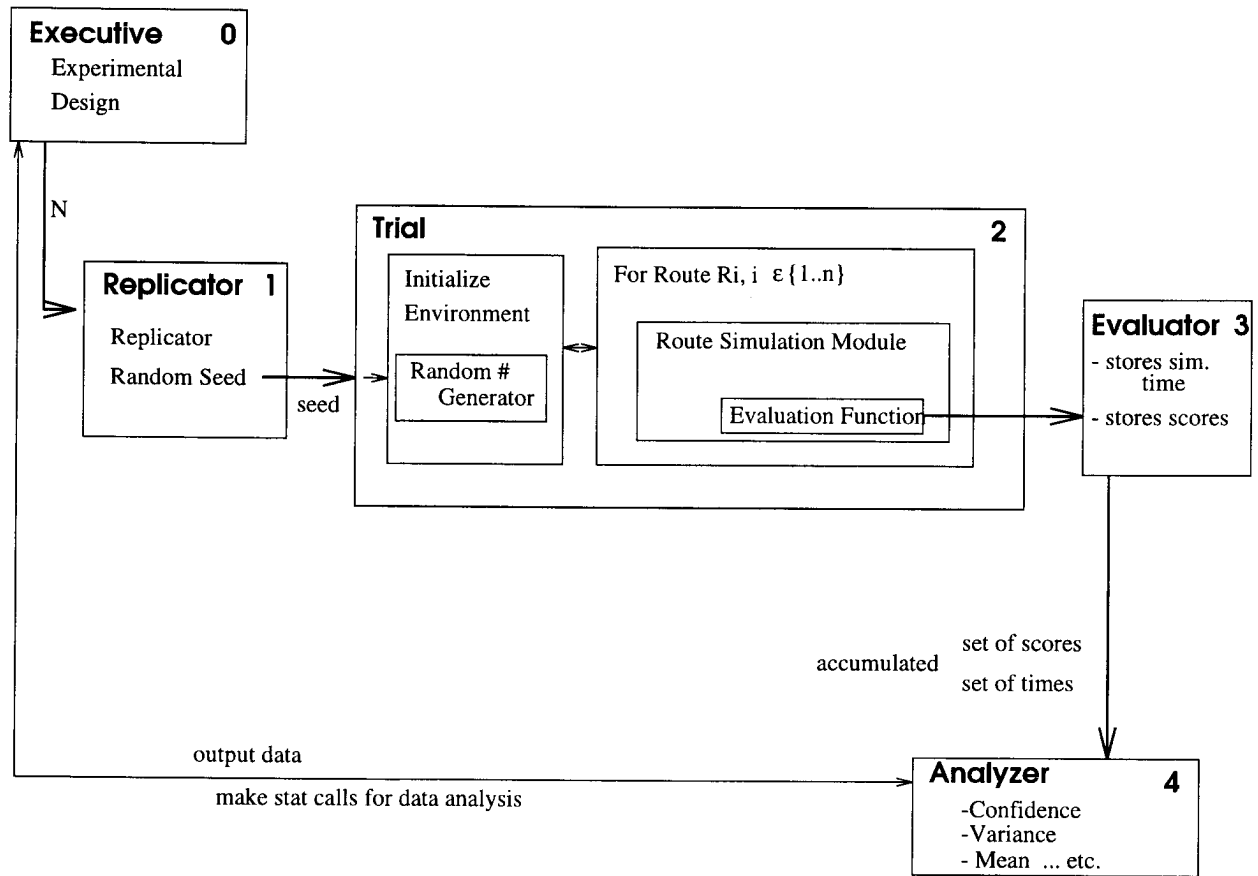 Executive 0
Experimental
Design
N
Replicator 1
Replicator
Random Seed
seed
Trial 2
Initialize
Environment
Random #
Generator
For Route Ri, i ε {1..n}
Route Simulation Module
Evaluation Function
Evaluator 3
- stores sim.
time
- stores scores
accumulated
set of scores
set of times
output data
make stat calls for data analysis
Analyzer 4
-Confidence
-Variance
- Mean ... etc.